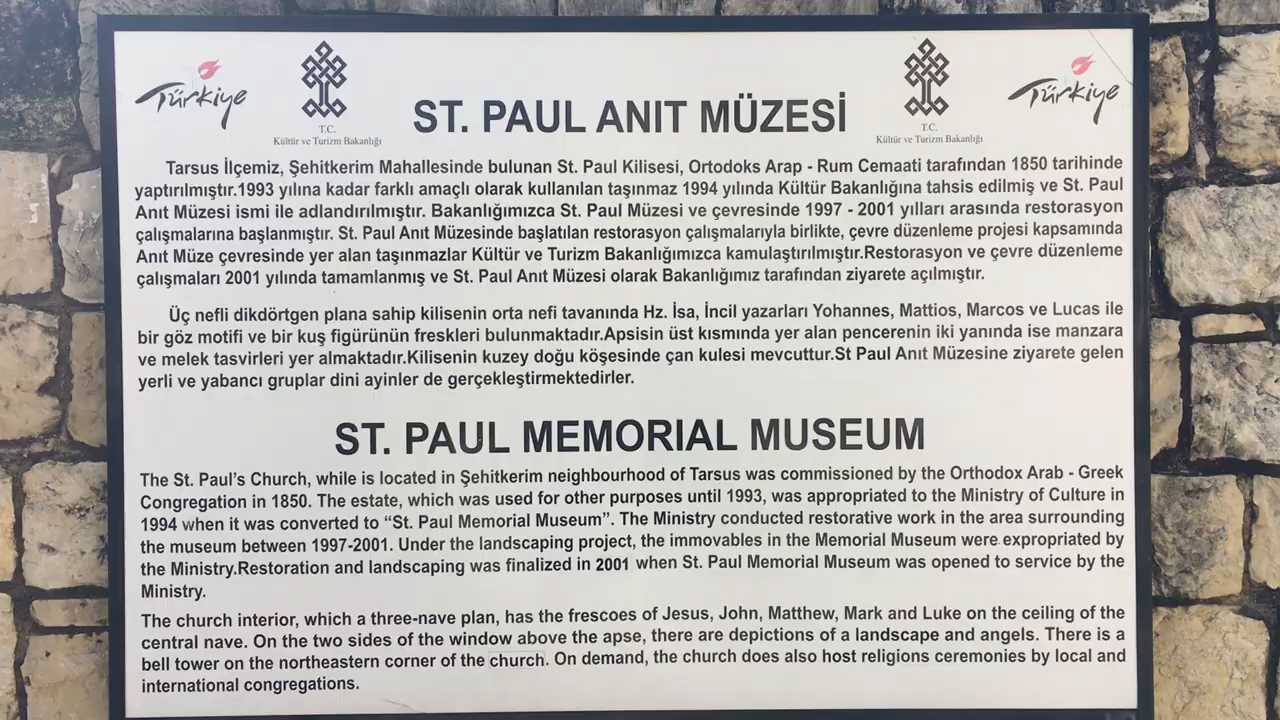 Türkiye
T.C.
Kültür ve Turizm Bakanlığı
ST. PAUL ANIT MÜZESİ
T.C.
Kültür ve Turizm Bakanlığı
Türkiye
Tarsus İlçemiz, Şehitkerim Mahallesinde bulunan St. Paul Kilisesi, Ortodoks Arap - Rum Cemaati tarafından 1850 tarihinde
yaptırılmıştır.1993 yılına kadar farklı amaçlı olarak kullanılan taşınmaz 1994 yılında Kültür Bakanlığına tahsis edilmiş ve St. Paul
Anıt Müzesi ismi ile adlandırılmıştır. Bakanlığımızca St. Paul Müzesi ve çevresinde 1997 - 2001 yılları arasında restorasyon
çalışmalarına başlanmıştır. St. Paul Anıt Müzesinde başlatılan restorasyon çalışmalarıyla birlikte, çevre düzenleme projesi kapsamında
Anıt Müze çevresinde yer alan taşınmazlar Kültür ve Turizm Bakanlığımızca kamulaştırılmıştır.Restorasyon ve çevre düzenleme
çalışmaları 2001 yılında tamamlanmış ve St. Paul Anıt Müzesi olarak Bakanlığımız tarafından ziyarete açılmıştır.
Üç nefli dikdörtgen plana sahip kilisenin orta nefi tavanında Hz. İsa, İncil yazarları Yohannes, Mattios, Marcos ve Lucas ile
bir göz motifi ve bir kuş figürünün freskleri bulunmaktadır.Apsisin üst kısmında yer alan pencerenin iki yanında ise manzara
ve melek tasvirleri yer almaktadır.Kilisenin kuzey doğu köşesinde çan kulesi mevcuttur.St Paul Anıt Müzesine ziyarete gelen
yerli ve yabancı gruplar dini ayinler de gerçekleştirmektedirler.
ST. PAUL MEMORIAL MUSEUM
The St. Paul's Church, while is located in Şehitkerim neighbourhood of Tarsus was commissioned by the Orthodox Arab - Greek
Congregation in 1850. The estate, which was used for other purposes until 1993, was appropriated to the Ministry of Culture in
1994 when it was converted to “St. Paul Memorial Museum”. The Ministry conducted restorative work in the area surrounding
the museum between 1997-2001. Under the landscaping project, the immovables in the Memorial Museum were expropriated by
the Ministry.Restoration and landscaping was finalized in 2001 when St. Paul Memorial Museum was opened to service by the
Ministry.
The church interior, which a three-nave plan, has the frescoes of Jesus, John, Matthew, Mark and Luke on the ceiling of the
central nave. On the two sides of the window above the apse, there are depictions of a landscape and angels. There is a
bell tower on the northeastern corner of the church. On demand, the church does also host religions ceremonies by local and
international congregations.